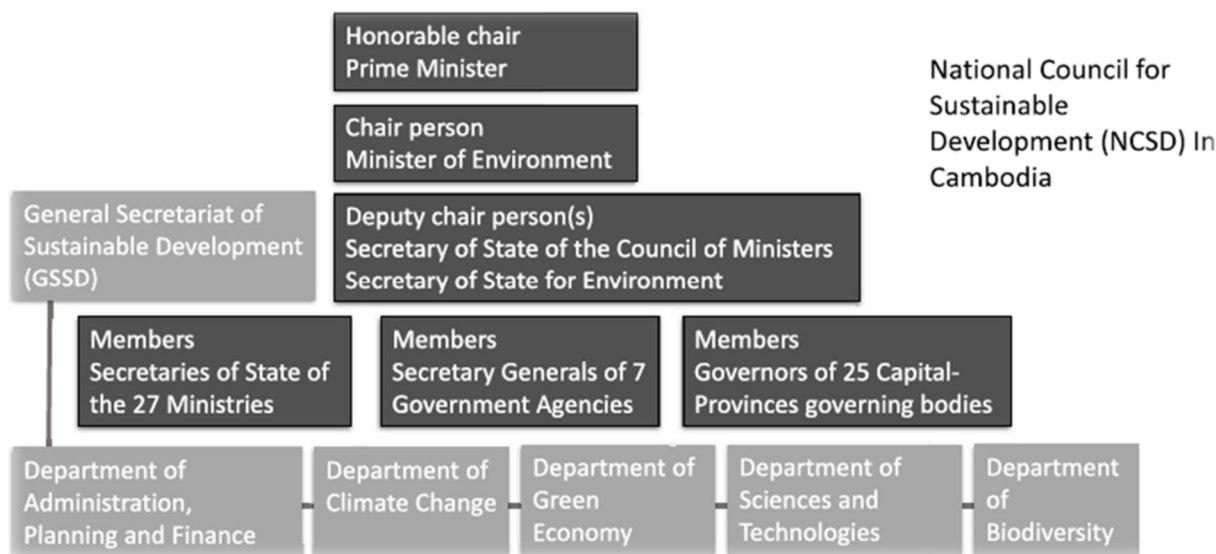 Honorable chair
Prime Minister
National Council for
Sustainable
Development (NCSD) In
Cambodia
Chair person
Minister of Environment
General Secretariat of
Sustainable Development
(GSSD)
Deputy chair person(s)
Secretary of State of the Council of Ministers
Secretary of State for Environment
Members
Secretaries of State of
the 27 Ministries
Members
Secretary Generals of 7
Government Agencies
Members
Governors of 25 Capital-
Provinces governing bodies
Department of
Administration,
Planning and Finance
Department of
Climate Change
Department of
Green
Economy
Department of
Sciences and
Technologies
Department
of
Biodiversity